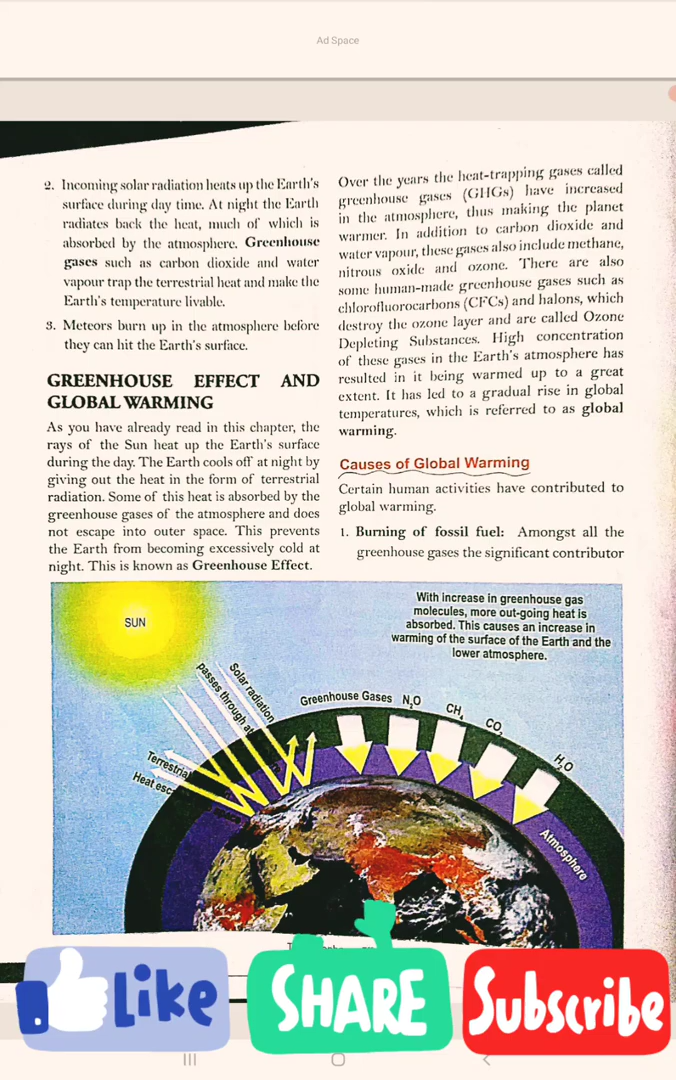 Ad Space
2. Incoming solar radiation heats up the Earth's
surface during day time. At night the Earth
radiates back the heat, much of which is
absorbed by the atmosphere. Greenhouse
gases such as carbon dioxide and water
vapour trap the terrestrial heat and make the
Earth's temperature livable.
3. Meteors burn up in the atmosphere before
they can hit the Earth's surface.
GREENHOUSE EFFECT AND
GLOBAL WARMING
As you have already read in this chapter, the
rays of the Sun heat up the Earth's surface
during the day. The Earth cools off at night by
giving out the heat in the form of terrestrial
radiation. Some of this heat is absorbed by the
greenhouse gases of the atmosphere and does
not escape into outer space. This prevents
the Earth from becoming excessively cold at
night. This is known as Greenhouse Effect.
Over the years the heat-trapping gases called
greenhouse gases (GHGs) have increased
in the atmosphere, thus making the planet
warmer. In addition to carbon dioxide and
water vapour, these gases also include methane,
nitrous oxide and ozone. There are also
some human-made greenhouse gases such as
chlorofluorocarbons (CFCs) and halons, which
destroy the ozone layer and are called Ozone
Depleting Substances. High concentration
of these gases in the Earth's atmosphere has
resulted in it being warmed up to a great
extent. It has led to a gradual rise in global
temperatures, which is referred to as global
warming.
Causes of Global Warming
Certain human activities have contributed to
global warming.
1. Burning of fossil fuel: Amongst all the
greenhouse gases the significant contributor
With increase in greenhouse gas
molecules, more out-going heat is
absorbed. This causes an increase in
warming of the surface of the Earth and the
lower atmosphere.
SUN
Solar radiation
passes through
Terrestrial
Heat
Greenhouse Gases N₂O
CH₄
CO₂
H₂O
Atmosphere
Like
SHARE
Subscribe